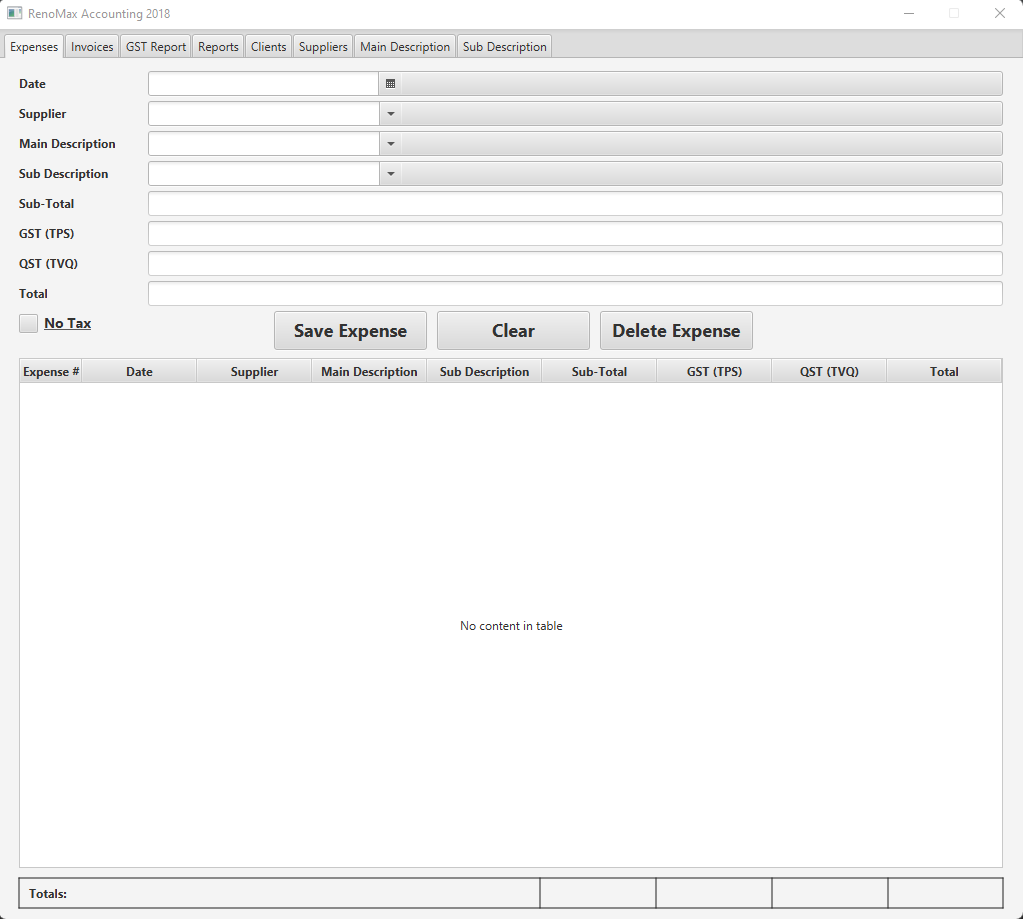 RenoMax Accounting 2018
Expenses Invoices GST Report Reports Clients Suppliers Main Description Sub Description
Date
Supplier
Main Description
Sub Description
Sub-Total
GST (TPS)
QST (TVQ)
Total
No Tax Save Expense Clear Delete Expense
Expense # Date Supplier Main Description Sub Description Sub-Total GST (TPS) QST (TVQ) Total
No content in table
Totals: